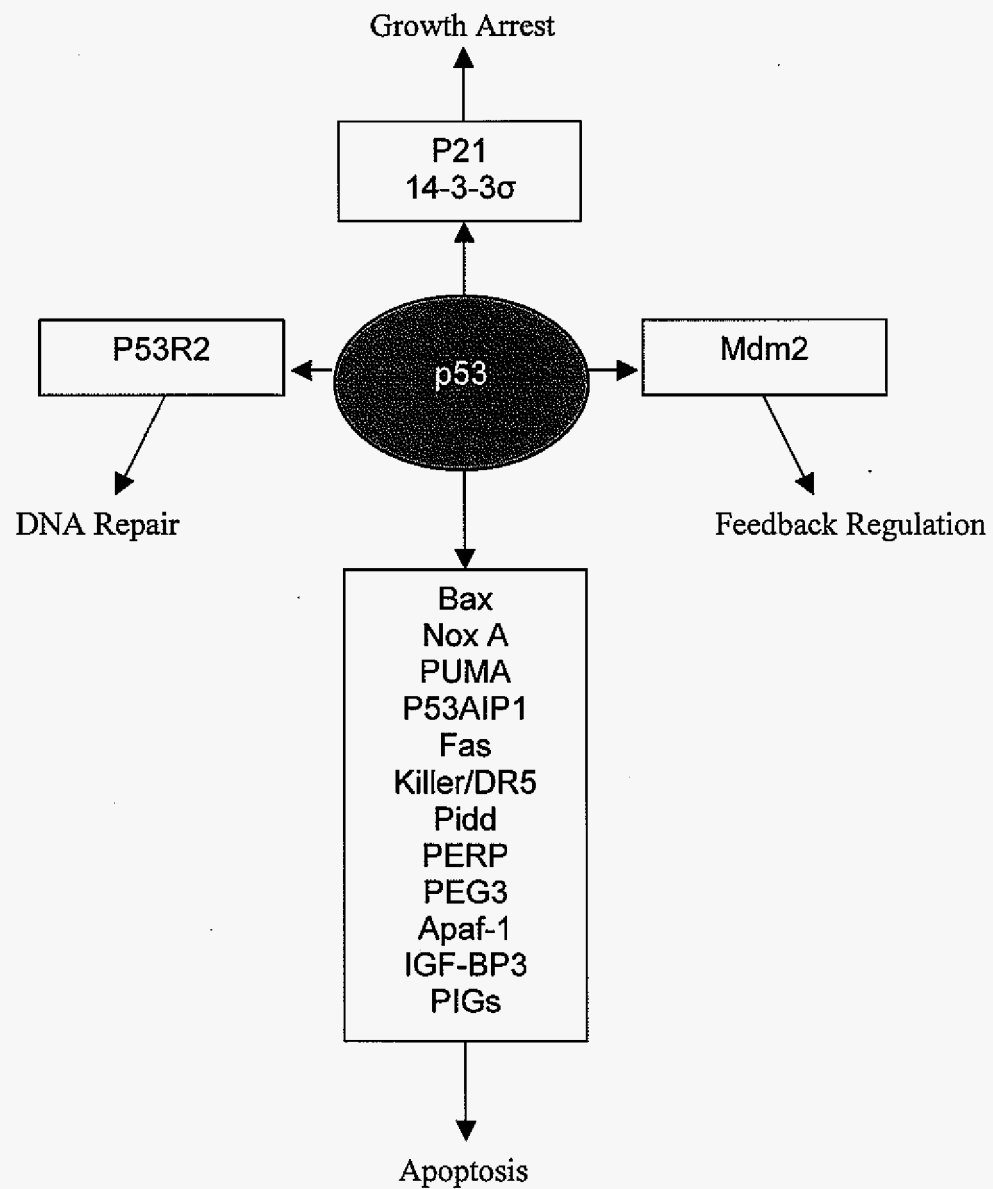 Growth Arrest
P21
14-3-3σ
P53R2
p53
Mdm2
DNA Repair
Feedback Regulation
Bax
Nox A
PUMA
P53AIP1
Fas
Killer/DR5
Pidd
PERP
PEG3
Apaf-1
IGF-BP3
PIGs
Apoptosis